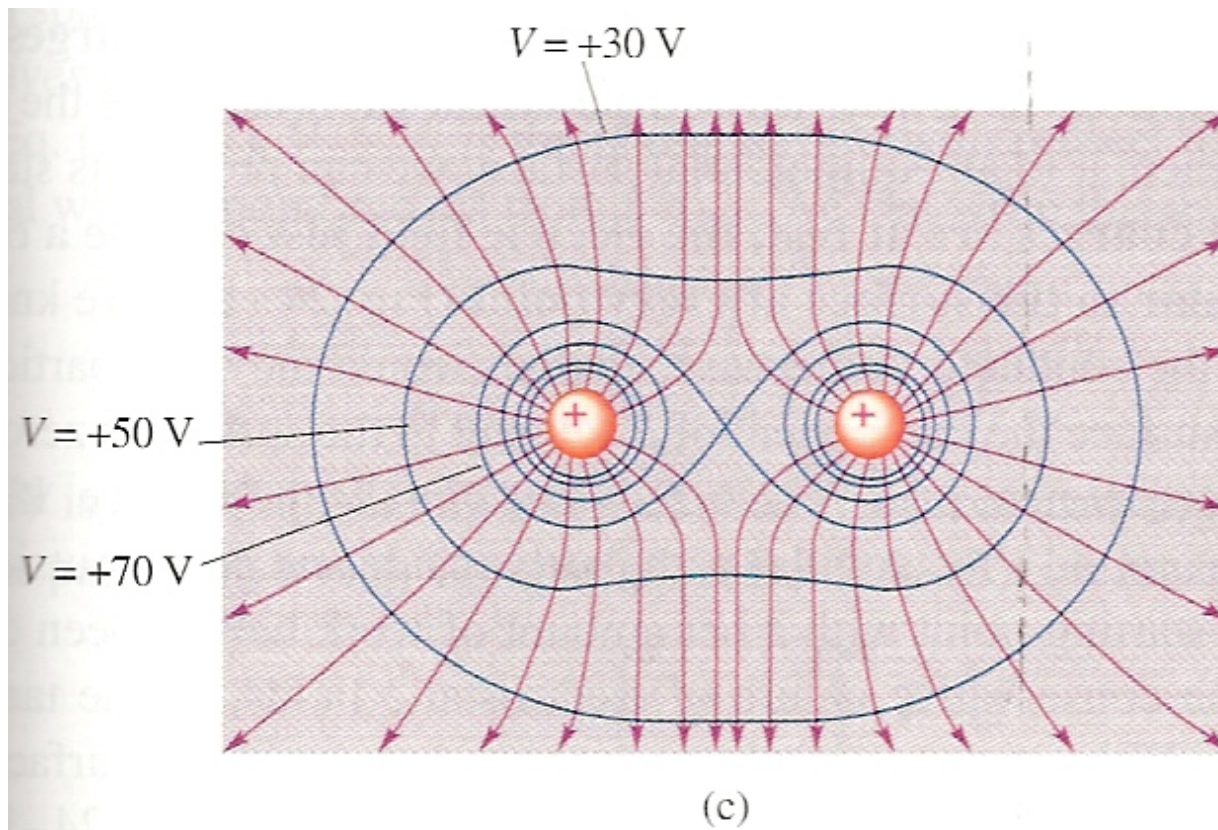 V = +30 V
+
+
V = +50 V
V = +70 V
(c)